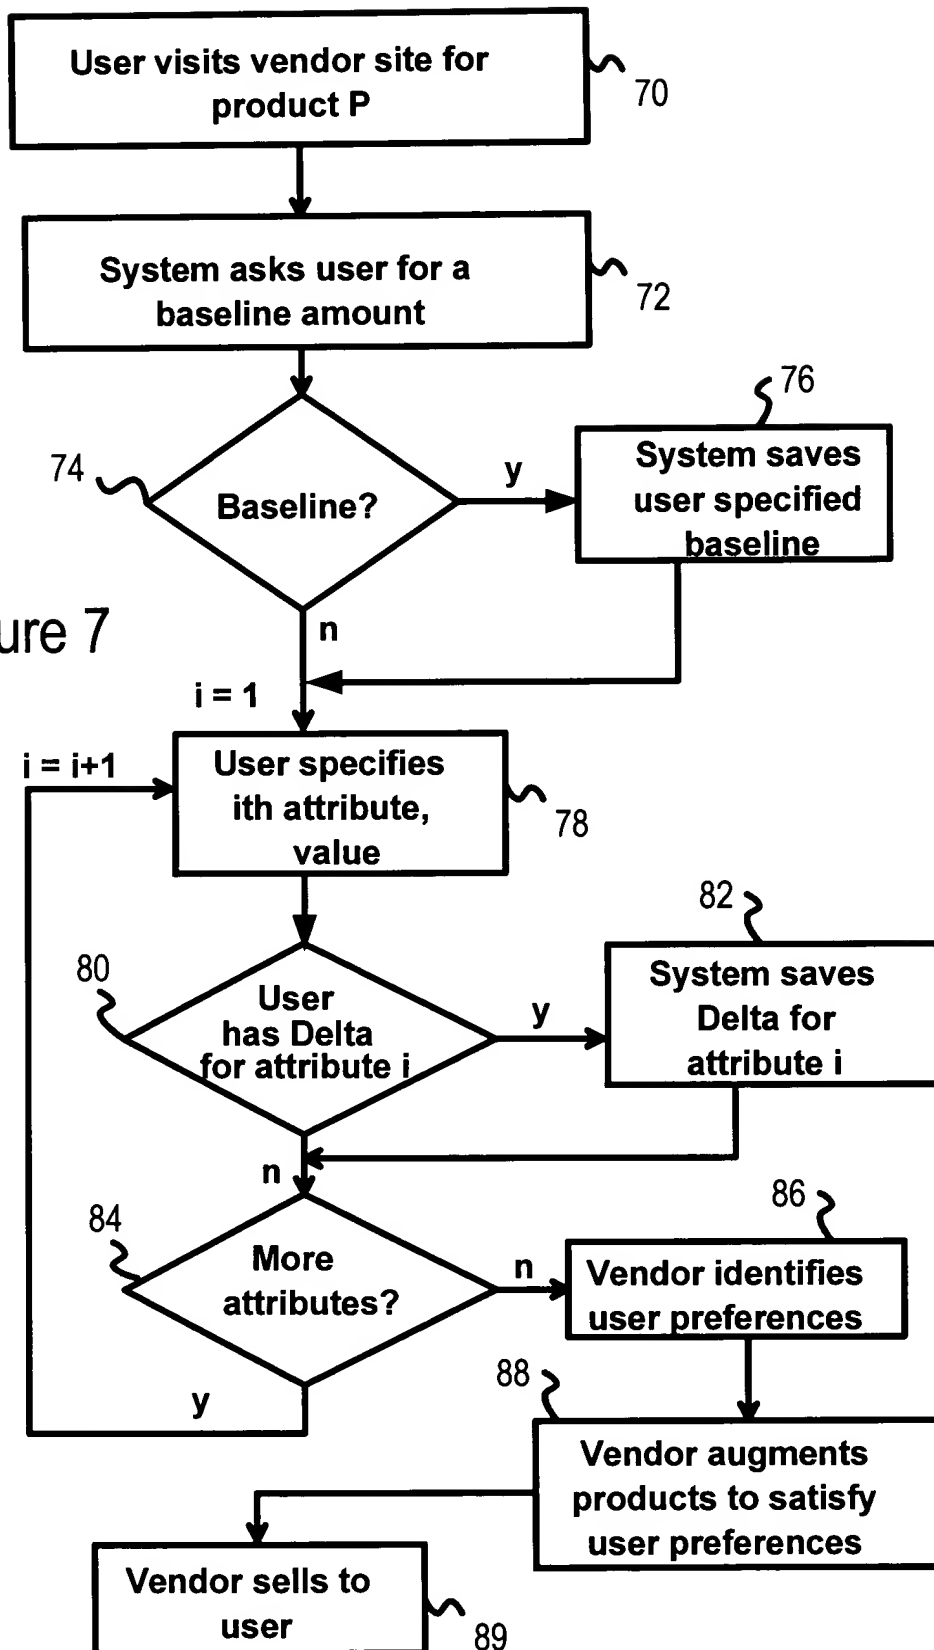 User visits vendor site for
product P
70
System asks user for a
baseline amount
72
76
74
Baseline?
y
System saves
user specified
baseline
n
ure 7
i = 1
i = i+1
User specifies
ith attribute,
value
78
82
80
User
has Delta
for attribute i
y
System saves
Delta for
attribute i
n
86
84
More
attributes?
n
Vendor identifies
user preferences
88
y
Vendor augments
products to satisfy
user preferences
Vendor sells to
user
89